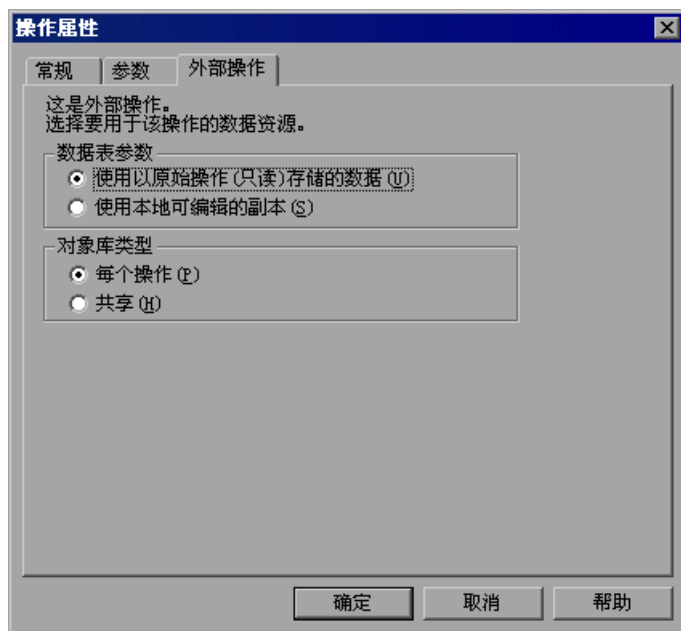 操作属性
常规 参数 外部操作
这是外部操作。
选择要用于该操作的数据资源。
数据表参数
使用以原始操作(只读)存储的数据(U)
使用本地可编辑的副本(S)
对象库类型
每个操作(P)
共享(H)
确定 取消 帮助